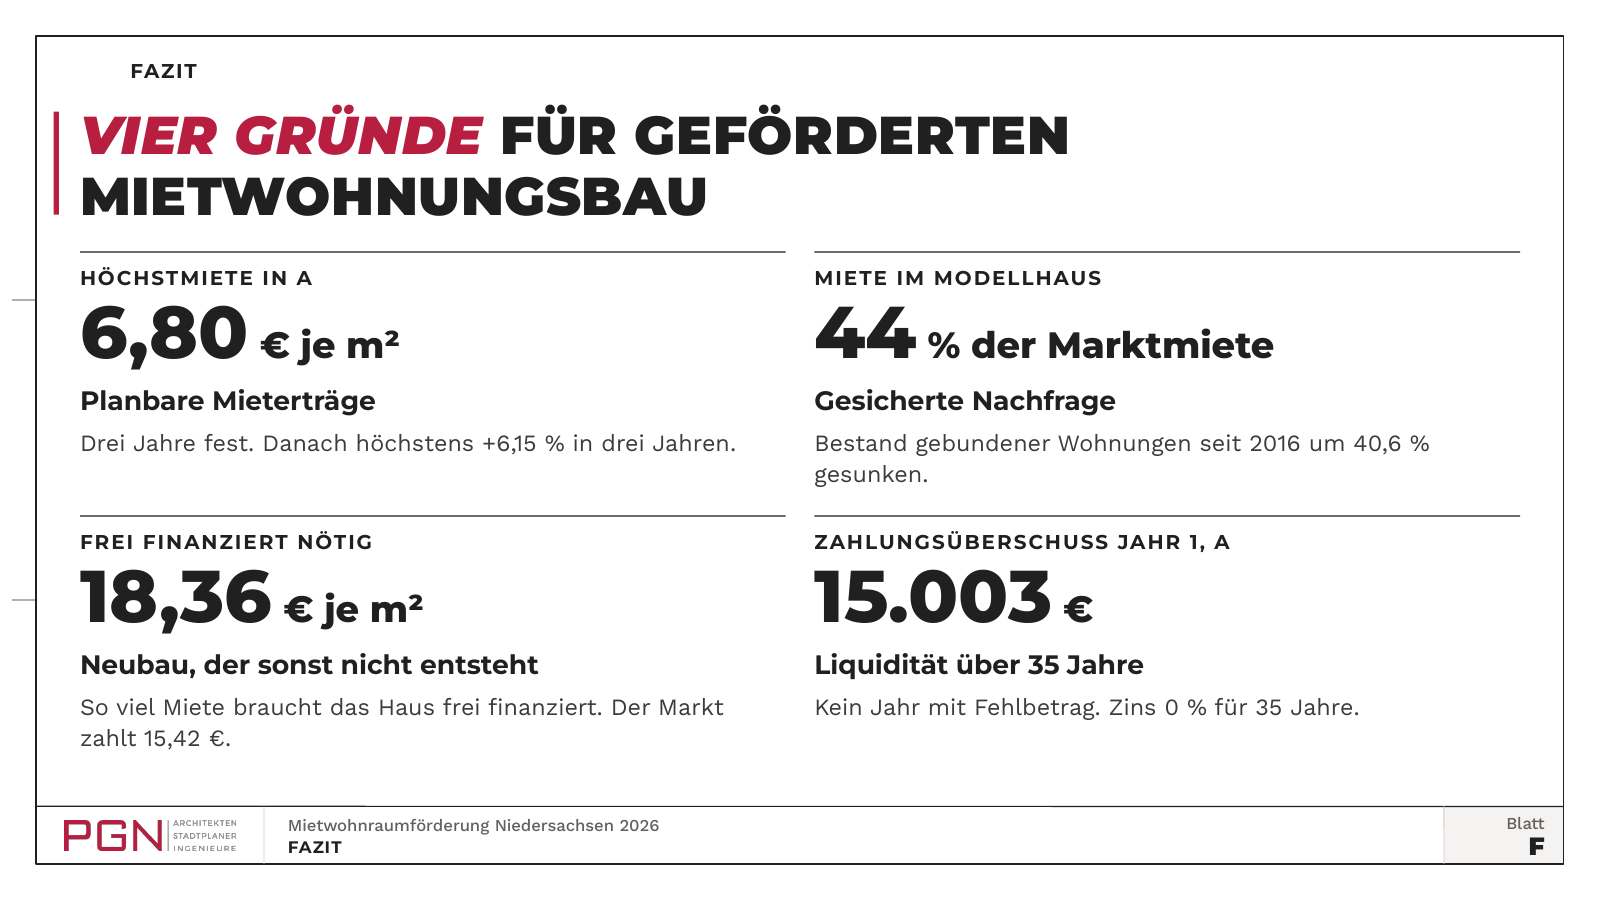 FAZIT
VIER GRÜNDE FÜR GEFÖRDERTEN
MIETWOHNUNGSBAU
HÖCHSTMIETE IN A
6,80 € je m²
Planbare Mieterträge
Drei Jahre fest. Danach höchstens +6,15 % in drei Jahren.
MIETE IM MODELLHAUS
44 % der Marktmiete
Gesicherte Nachfrage
Bestand gebundener Wohnungen seit 2016 um 40,6 %
gesunken.
FREI FINANZIERT NÖTIG
18,36 € je m²
Neubau, der sonst nicht entsteht
So viel Miete braucht das Haus frei finanziert. Der Markt
zahlt 15,42 €.
ZAHLUNGSÜBERSCHUSS JAHR 1, A
15.003 €
Liquidität über 35 Jahre
Kein Jahr mit Fehlbetrag. Zins 0 % für 35 Jahre.
PGN
ARCHITEKTEN
STADTPLANER
INGENIEURE
Mietwohnraumförderung Niedersachsen 2026
FAZIT
Blatt
F